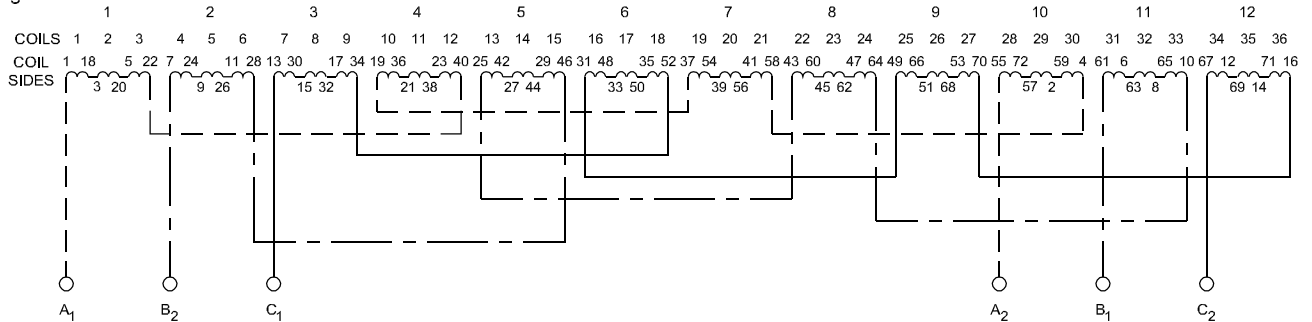 1 2 3 4 5 6 7 8 9 10 11 12
COILS 1 2 3 4 5 6 7 8 9 10 11 12 13 14 15 16 17 18 19 20 21 22 23 24 25 26 27 28 29 30 31 32 33 34 35 36
COIL SIDES 1 18 5 22 7 24 11 28 13 30 17 34 19 36 23 40 25 42 29 46 31 48 35 52 37 54 41 58 43 60 47 64 49 66 53 70 55 72 59 4 61 6 65 10 67 12 71 16
3 20 9 26 15 32 21 38 27 44 33 50 39 56 45 62 51 68 57 2 63 8 69 14
A1 B2 C1 A2 B1 C2